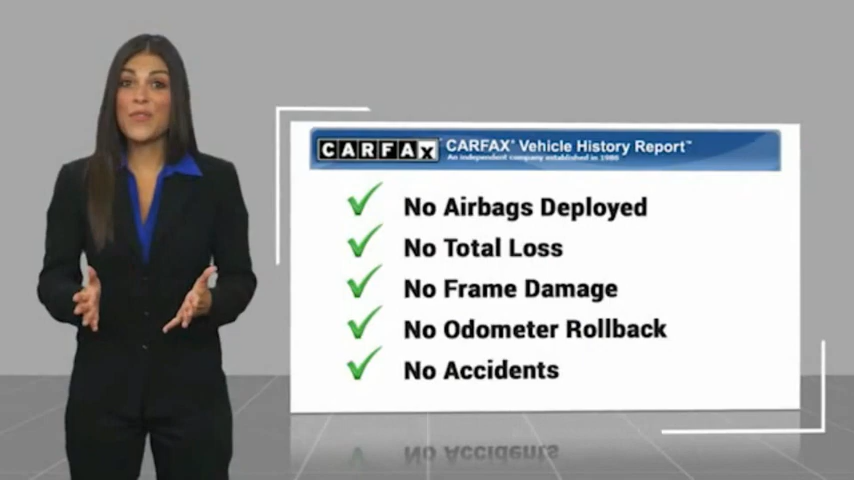 CARFAX CARFAX® Vehicle History Report™
An independent company established in 1986
No Airbags Deployed
No Total Loss
No Frame Damage
No Odometer Rollback
No Accidents
No Accidents